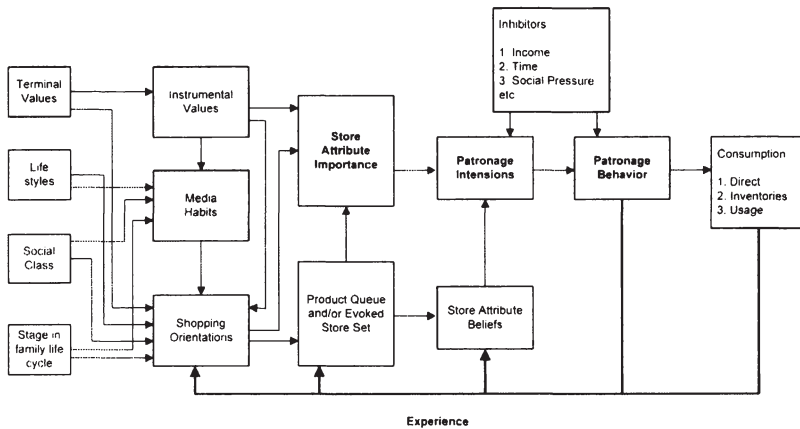 Inhibitors
1 Income
2. Time
3 Social Pressure
etc
Terminal
Values
Instrumental
Values
Store
Attribute
Importance
Patronage
Intensions
Patronage
Behavior
Consumption
1. Direct
2. Inventories
3. Usage
Life
styles
Media
Habits
Social
Class
Shopping
Orientations
Product Queue
and/or Evoked
Store Set
Store Attribute
Beliefs
Stage in
family life
cycle
Experience